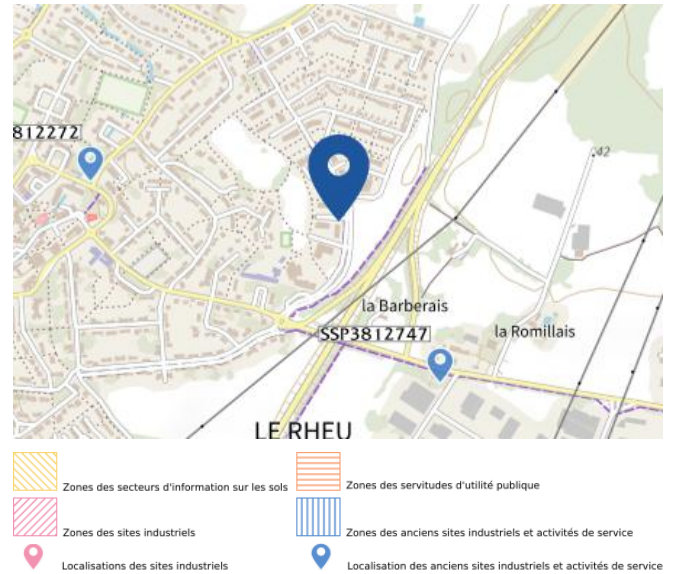 812272
42
la Barberais
SSP3812747
la Romillais
LE RHEU
Zones des secteurs d'information sur les sols
Zones des servitudes d'utilité publique
Zones des sites industriels
Zones des anciens sites industriels et activités de service
Localisations des sites industriels
Localisation des anciens sites industriels et activités de service